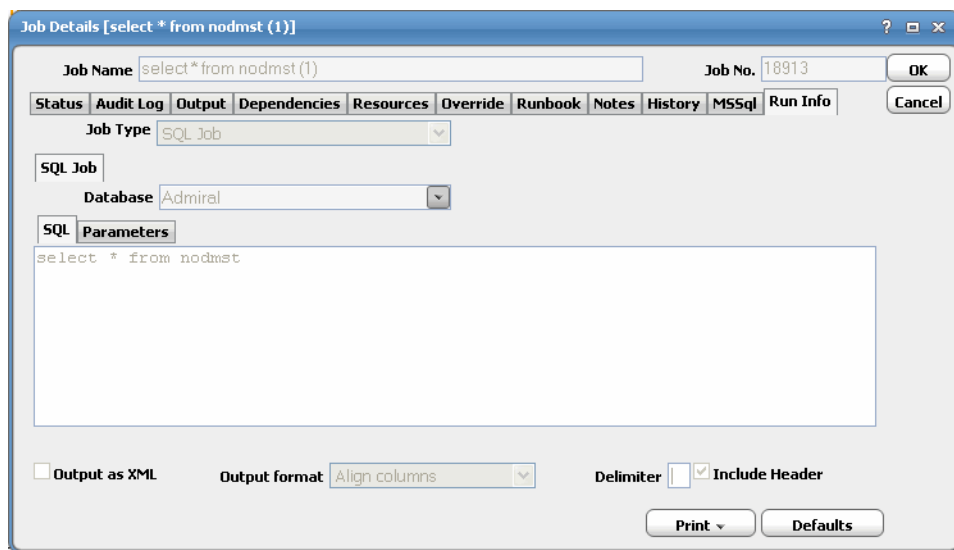 Job Details [select * from nodmst (1)] ?
Job Name select * from nodmst (1) Job No. 18913 OK
Status Audit Log Output Dependencies Resources Override Runbook Notes History MSSql Run Info Cancel
Job Type SQL Job
SQL Job
Database Admiral
SQL Parameters
select * from nodmst
Output as XML Output format Align columns Delimiter Include Header
Print Defaults